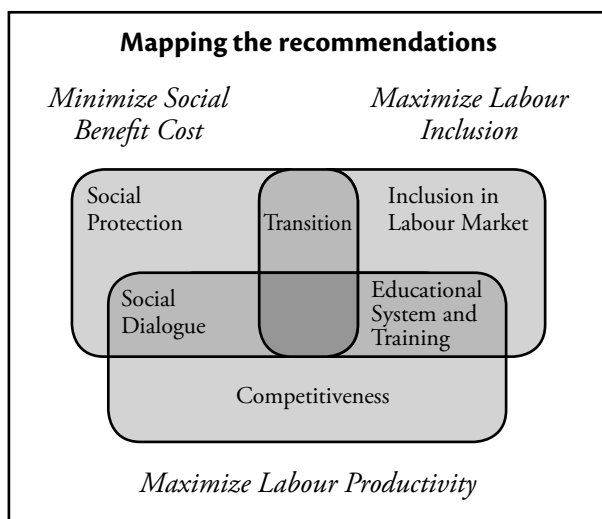 Mapping the recommendations
Minimize Social
Benefit Cost
Maximize Labour
Inclusion
Social
Protection
Transition
Inclusion in
Labour Market
Social
Dialogue
Educational
System and
Training
Competitiveness
Maximize Labour Productivity